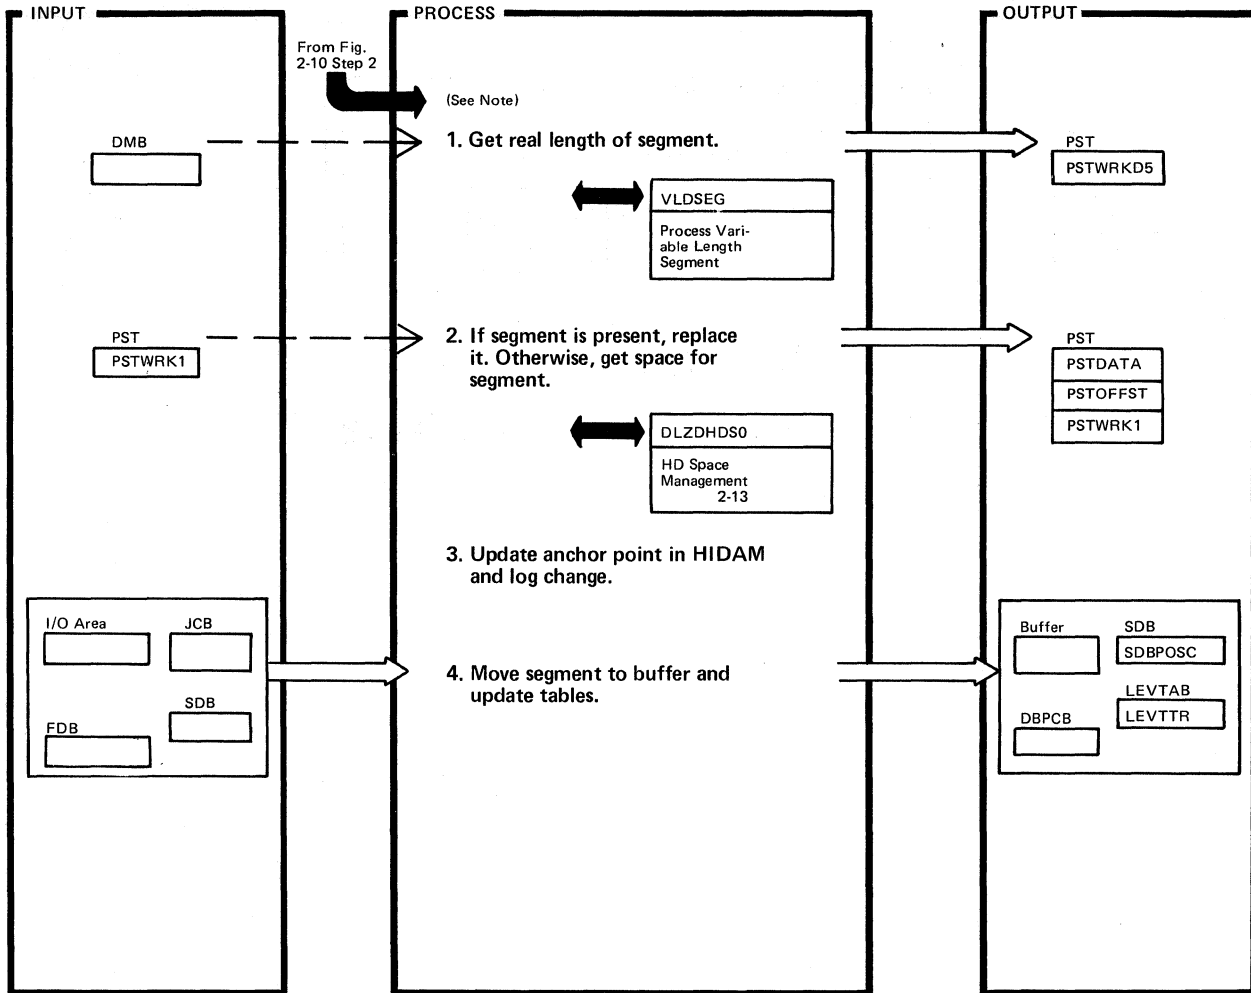 INPUT
PROCESS
OUTPUT
From Fig.
2-10 Step 2
(See Note)
DMB
1. Get real length of segment.
PST
PSTWRKD5
VLDSEG
Process Vari-
able Length
Segment
PST
PSTWRK1
2. If segment is present, replace
it. Otherwise, get space for
segment.
PST
PSTDATA
PSTOFFST
PSTWRK1
DLZDHDS0
HD Space
Management
2-13
3. Update anchor point in HIDAM
and log change.
I/O Area
JCB
SDB
FDB
4. Move segment to buffer and
update tables.
Buffer
SDB
SDBPOSC
LEVTAB
LEVTTR
DBPCB